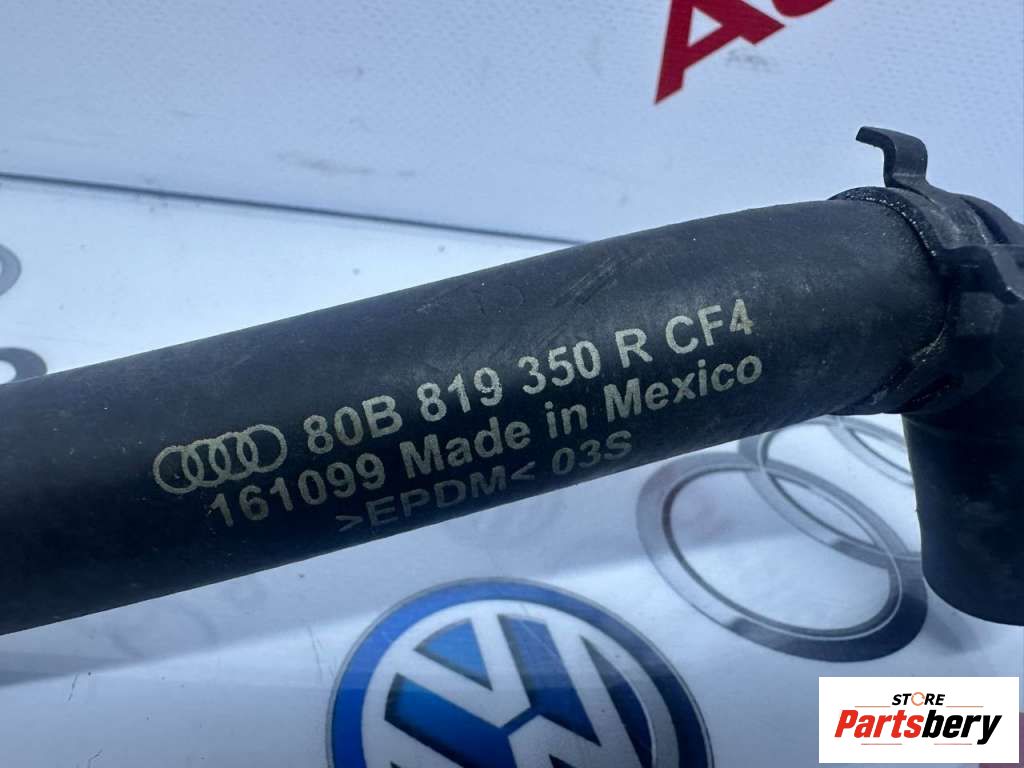 80B 819 350 R CF4
161099 Made in Mexico
>EPDM< 03S
STORE
Partsbery